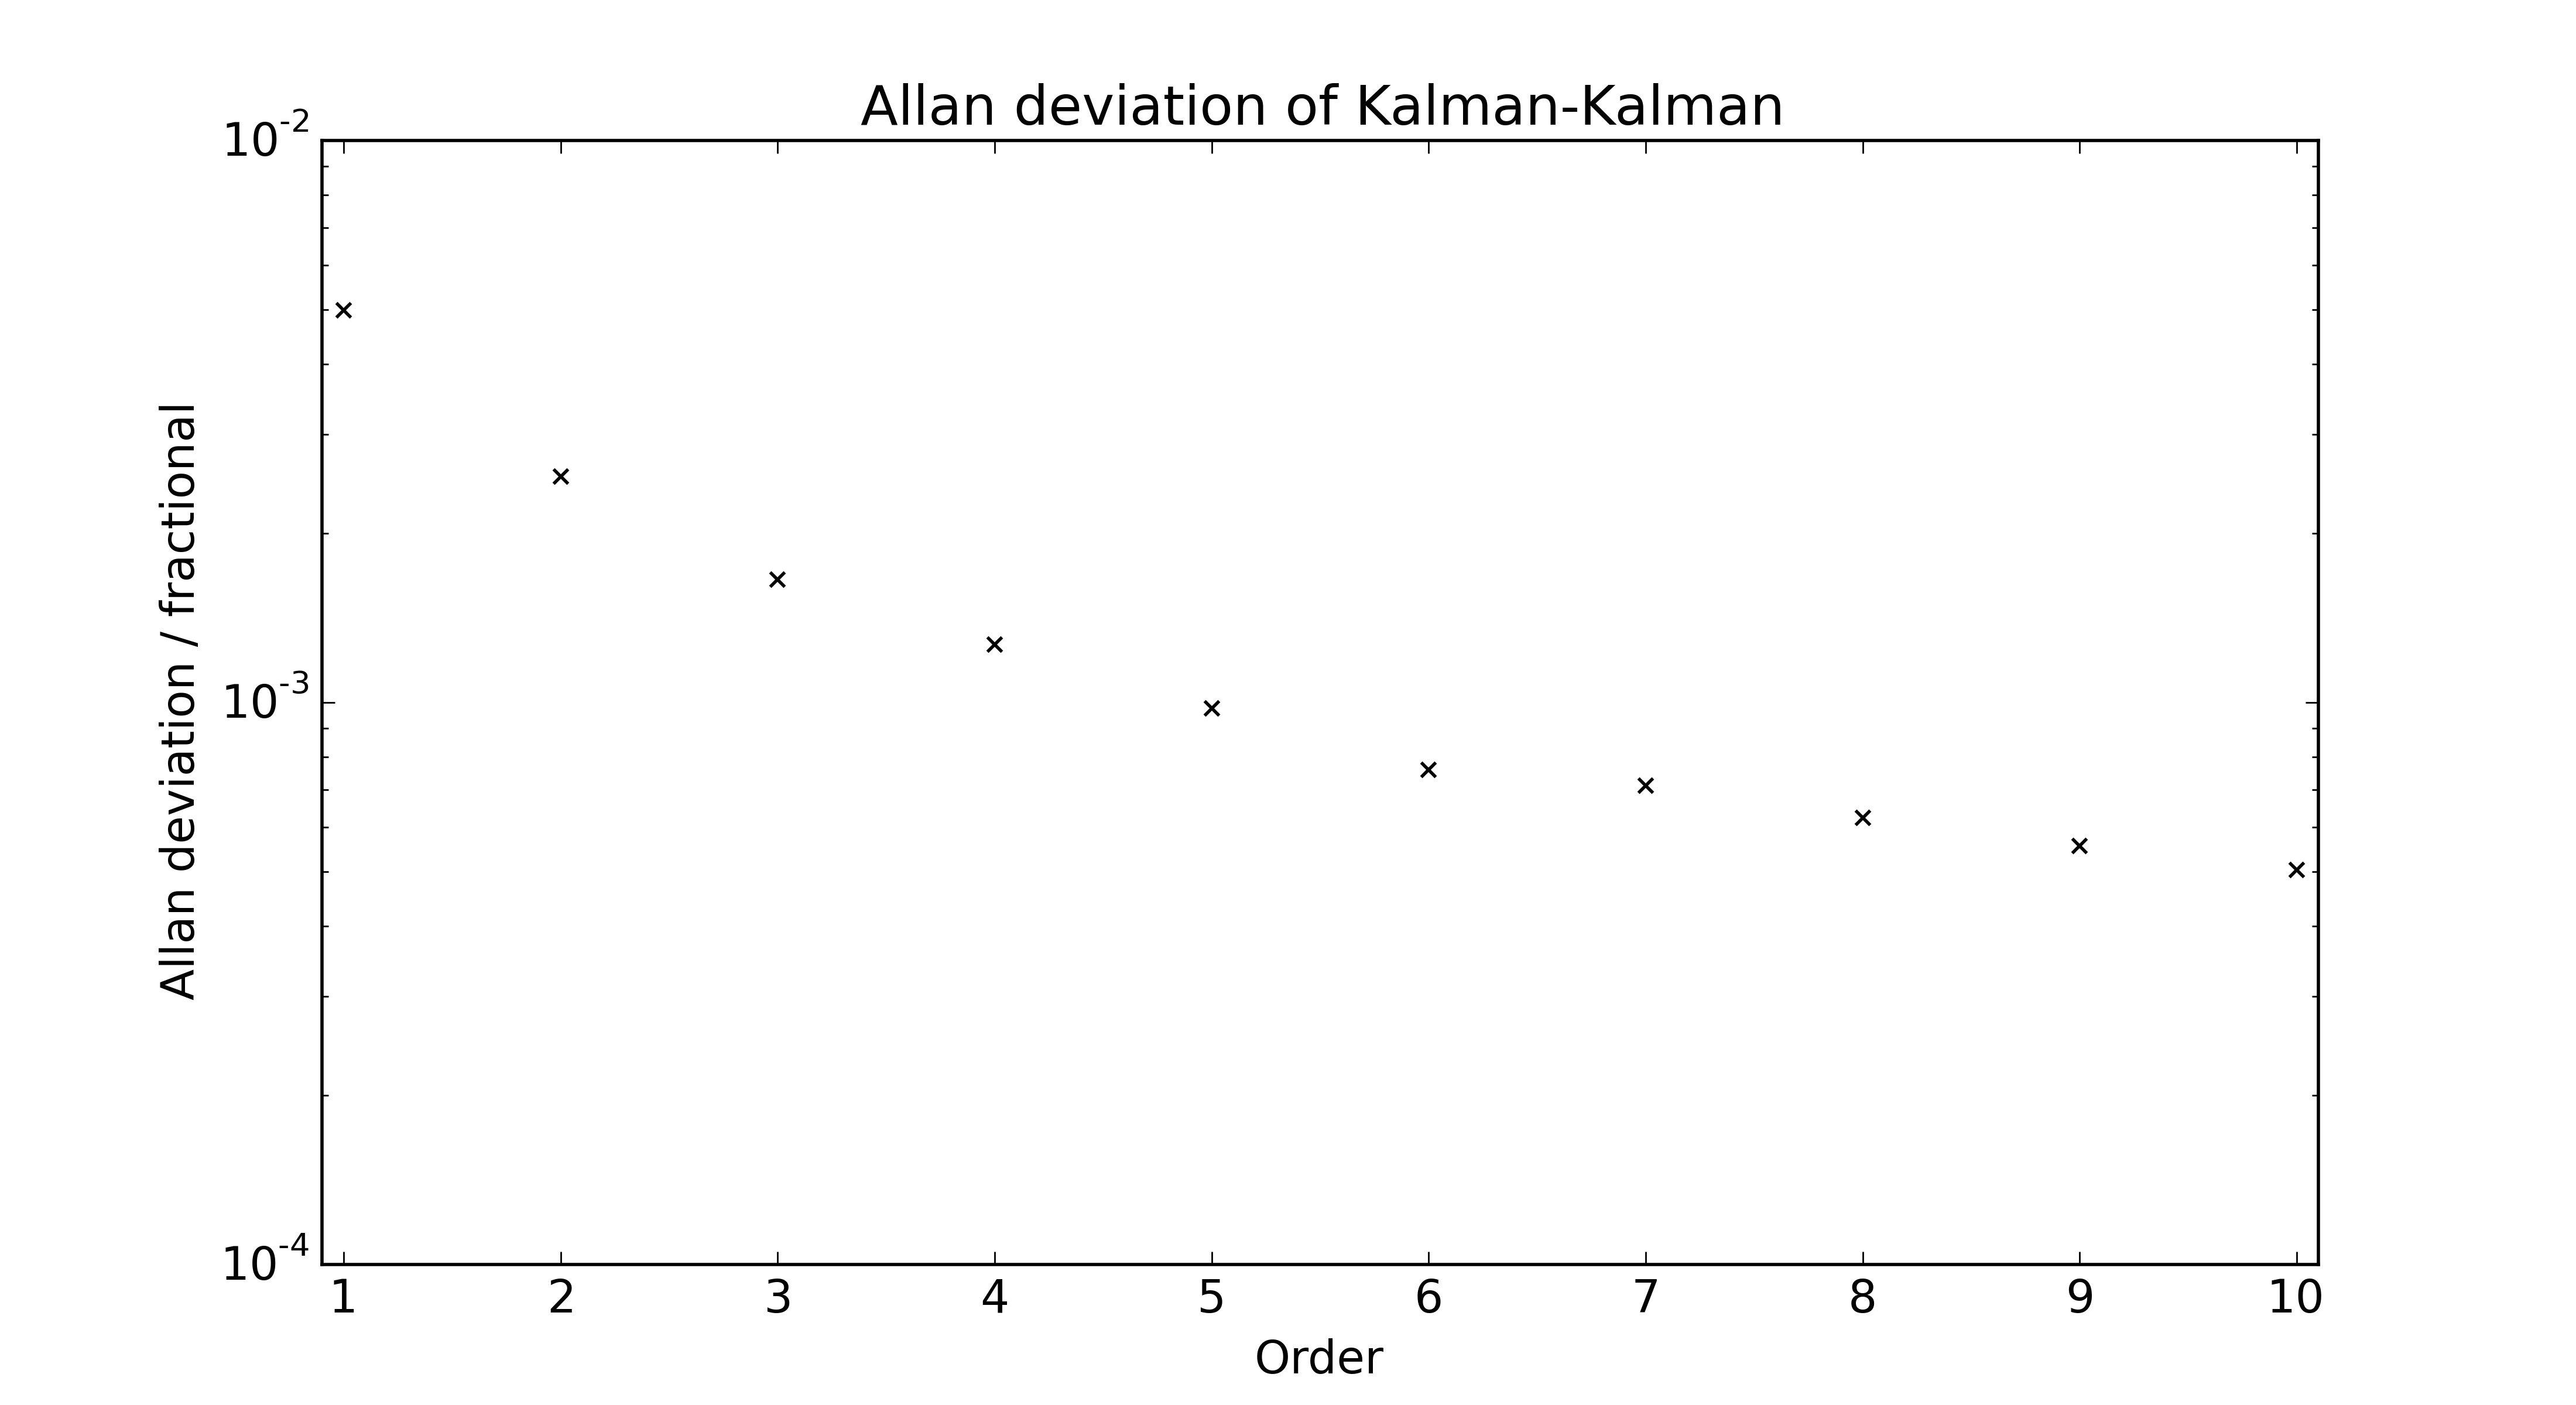 Allan deviation of Kalman-Kalman
10^-2
10^-3
10^-4
Allan deviation / fractional
1 2 3 4 5 6 7 8 9 10
Order